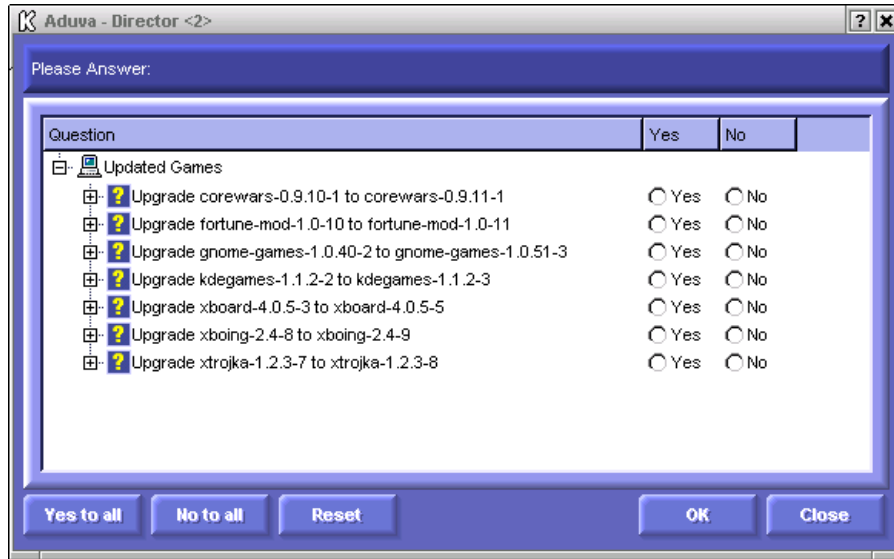 Aduva - Director <2>
Please Answer:
Question Yes No
Updated Games
Upgrade corewars-0.9.10-1 to corewars-0.9.11-1 Yes No
Upgrade fortune-mod-1.0-10 to fortune-mod-1.0-11 Yes No
Upgrade gnome-games-1.0.40-2 to gnome-games-1.0.51-3 Yes No
Upgrade kdegames-1.1.2-2 to kdegames-1.1.2-3 Yes No
Upgrade xboard-4.0.5-3 to xboard-4.0.5-5 Yes No
Upgrade xboing-2.4-8 to xboing-2.4-9 Yes No
Upgrade xtrojka-1.2.3-7 to xtrojka-1.2.3-8 Yes No
Yes to all No to all Reset OK Close